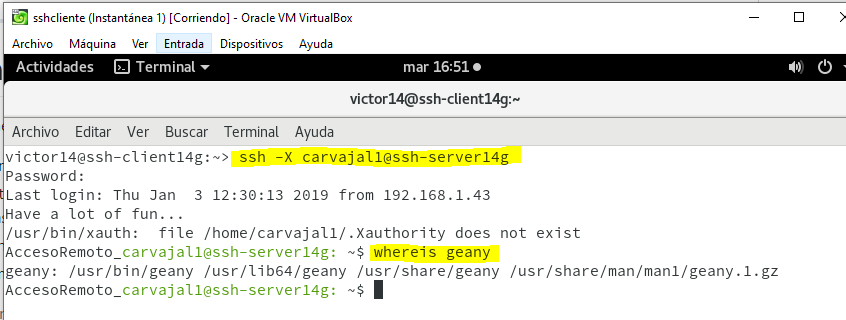 sshcliente (Instantánea 1) [Corriendo] - Oracle VM VirtualBox
Archivo Máquina Ver Entrada Dispositivos Ayuda
Actividades Terminal mar 16:51
victor14@ssh-client14g:~
Archivo Editar Ver Buscar Terminal Ayuda
victor14@ssh-client14g:~> ssh -X carvajal1@ssh-server14g
Password:
Last login: Thu Jan  3 12:30:13 2019 from 192.168.1.43
Have a lot of fun...
/usr/bin/xauth:  file /home/carvajal1/.Xauthority does not exist
AccesoRemoto_carvajal1@ssh-server14g: ~$ whereis geany
geany: /usr/bin/geany /usr/lib64/geany /usr/share/geany /usr/share/man/man1/geany.1.gz
AccesoRemoto_carvajal1@ssh-server14g: ~$